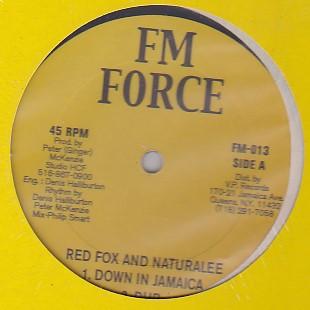 FM
FORCE
45 RPM
Prod. by
Peter (Ginger)
McKenzie
Studio HCF
516-867-0900
Eng.: Denis Halliburton
Rhythm by
Denis Haliburton
Peter McKenzie
Mix-Philip Smart
FM-013
SIDE A
Dist. by
V.P. Records
170-21 Jamaica Ave.
Queens, N.Y. 11432
(718) 291-7058
RED FOX AND NATURALEE
1. DOWN IN JAMAICA